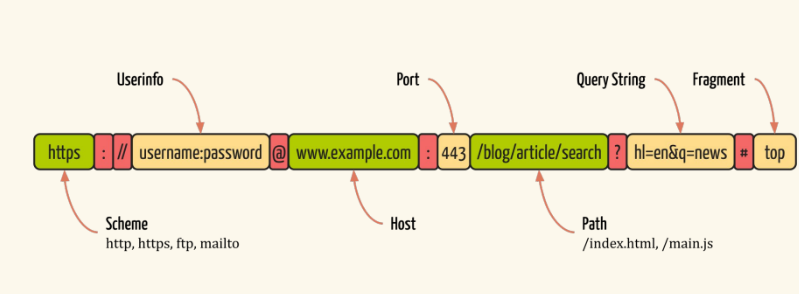 Userinfo Port Query String Fragment
https : // username:password @ www.example.com : 443 /blog/article/search ? hl=en&q=news # top
Scheme Host Path
http, https, ftp, mailto /index.html, /main.js